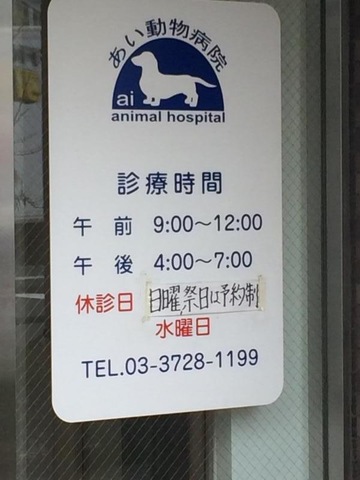 あい動物病院
ai
animal hospital
診療時間
午前 9:00～12:00
午後 4:00～7:00
休診日 日曜,祭日は予約制
水曜日
TEL.03-3728-1199